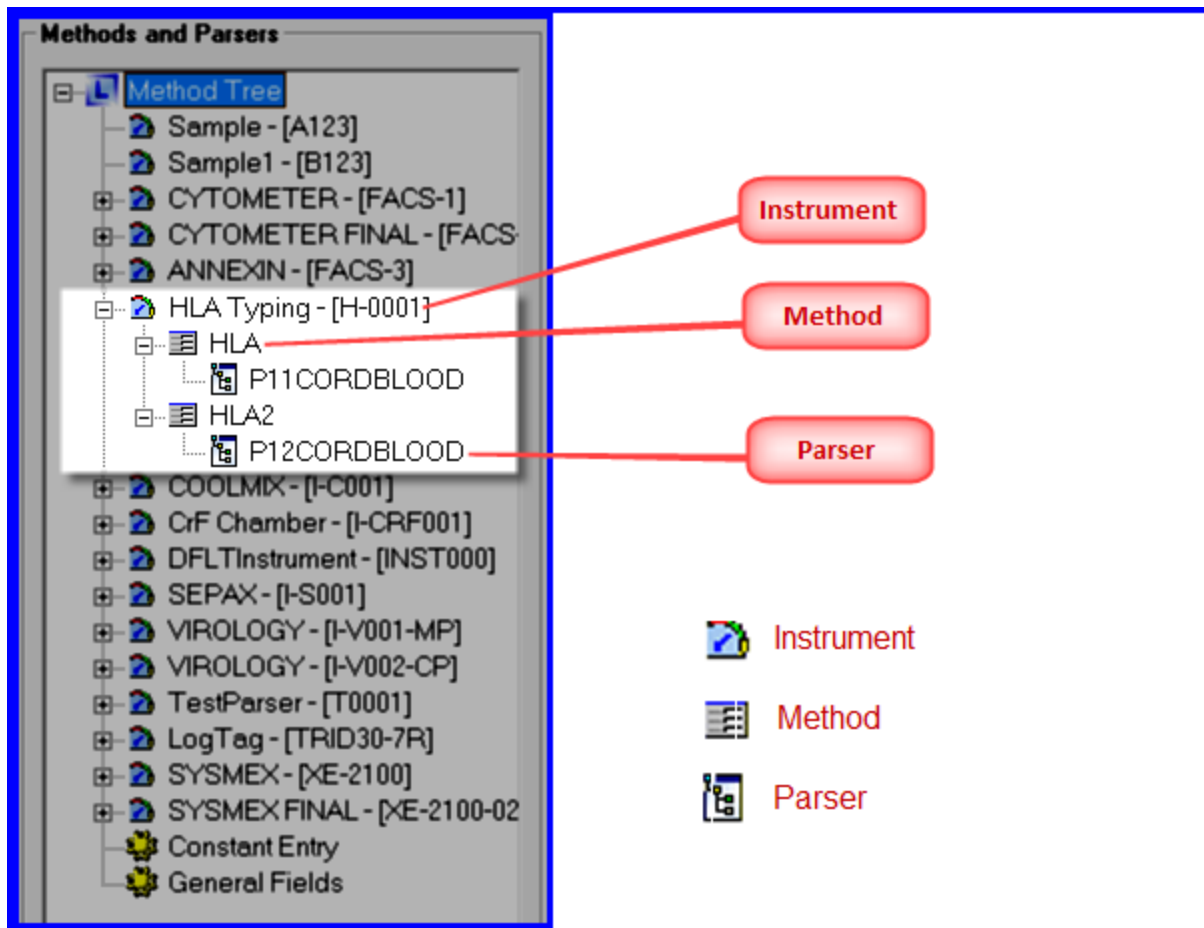 Methods and Parsers
Method Tree
Sample - [A123]
Sample1 - [B123]
CYTOMETER - [FACS-1]
CYTOMETER FINAL - [FACS-
ANNEXIN - [FACS-3]
HLA Typing - [H-0001]
HLA
P11CORDBLOOD
HLA2
P12CORDBLOOD
COOLMIX - [I-C001]
CrF Chamber - [I-CRF001]
DFLTInstrument - [INST000]
SEPAX - [I-S001]
VIROLOGY - [I-V001-MP]
VIROLOGY - [I-V002-CP]
TestParser - [T0001]
LogTag - [TRID30-7R]
SYSMEX - [XE-2100]
SYSMEX FINAL - [XE-2100-02
Constant Entry
General Fields
Instrument
Method
Parser
Instrument
Method
Parser